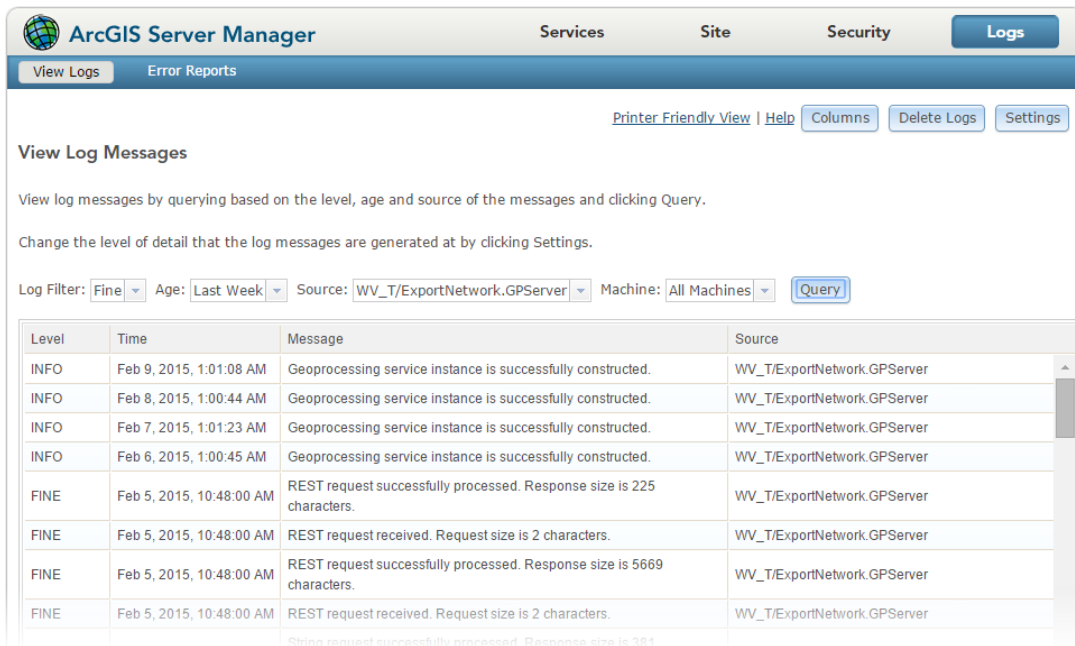 ArcGIS Server Manager Services Site Security Logs
View Logs Error Reports
Printer Friendly View | Help Columns Delete Logs Settings
View Log Messages
View log messages by querying based on the level, age and source of the messages and clicking Query.
Change the level of detail that the log messages are generated at by clicking Settings.
Log Filter: Fine Age: Last Week Source: WV_T/ExportNetwork.GPServer Machine: All Machines Query
Level Time Message Source
INFO Feb 9, 2015, 1:01:08 AM Geoprocessing service instance is successfully constructed. WV_T/ExportNetwork.GPServer
INFO Feb 8, 2015, 1:00:44 AM Geoprocessing service instance is successfully constructed. WV_T/ExportNetwork.GPServer
INFO Feb 7, 2015, 1:01:23 AM Geoprocessing service instance is successfully constructed. WV_T/ExportNetwork.GPServer
INFO Feb 6, 2015, 1:00:45 AM Geoprocessing service instance is successfully constructed. WV_T/ExportNetwork.GPServer
FINE Feb 5, 2015, 10:48:00 AM REST request successfully processed. Response size is 225
characters. WV_T/ExportNetwork.GPServer
FINE Feb 5, 2015, 10:48:00 AM REST request received. Request size is 2 characters. WV_T/ExportNetwork.GPServer
FINE Feb 5, 2015, 10:48:00 AM REST request successfully processed. Response size is 5669
characters. WV_T/ExportNetwork.GPServer
FINE Feb 5, 2015, 10:48:00 AM REST request received. Request size is 2 characters. WV_T/ExportNetwork.GPServer
String request successfully processed. Response size is 381